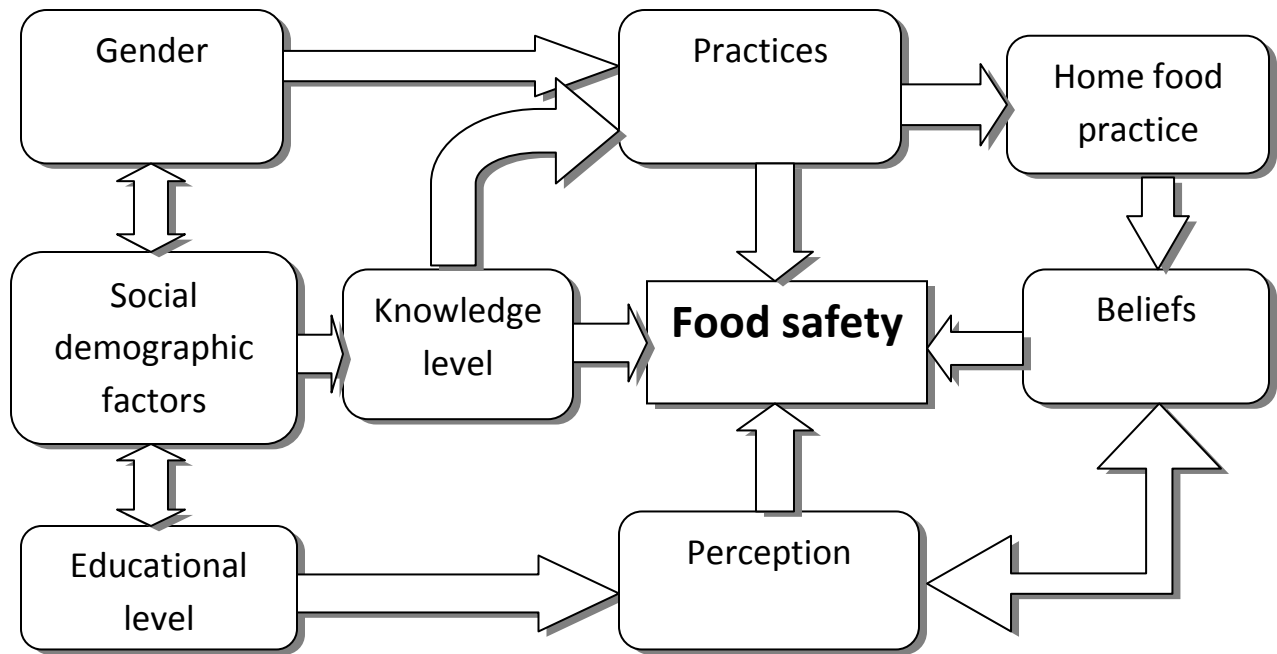 Gender
Practices
Home food
practice
Social
demographic
factors
Knowledge
level
Food safety
Beliefs
Educational
level
Perception